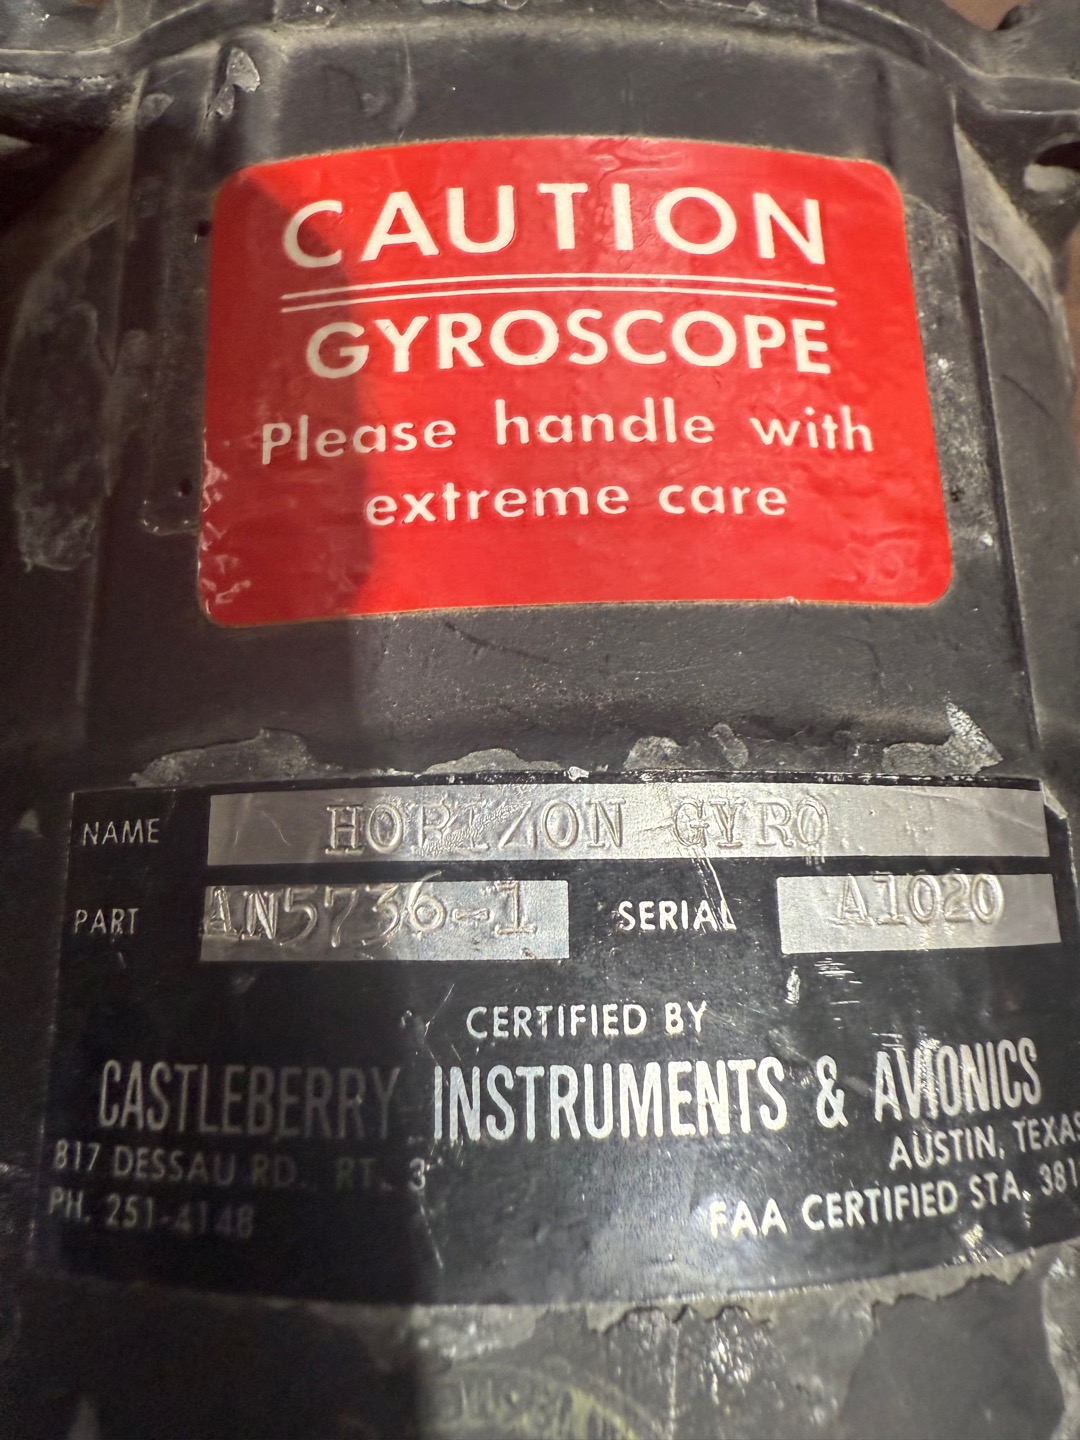 CAUTION
GYROSCOPE
Please handle with
extreme care
NAME HORIZON GYRO
PART AN5736-1 SERIAL A1020
CERTIFIED BY
CASTLEBERRY INSTRUMENTS & AVIONICS
817 DESSAU RD., RT. 3 AUSTIN, TEXAS
PH. 251-4148 FAA CERTIFIED STA.